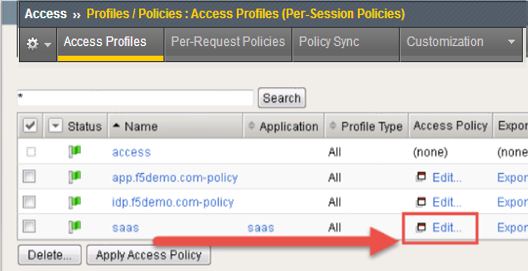 Access » Profiles / Policies : Access Profiles (Per-Session Policies)
Access Profiles Per-Request Policies Policy Sync Customization
* Search
Status Name Application Profile Type Access Policy Expor
access All (none) (none)
app.f5demo.com-policy All Edit... Expor
idp.f5demo.com-policy All Edit... Expor
saas saas All Edit... Expor
Delete... Apply Access Policy